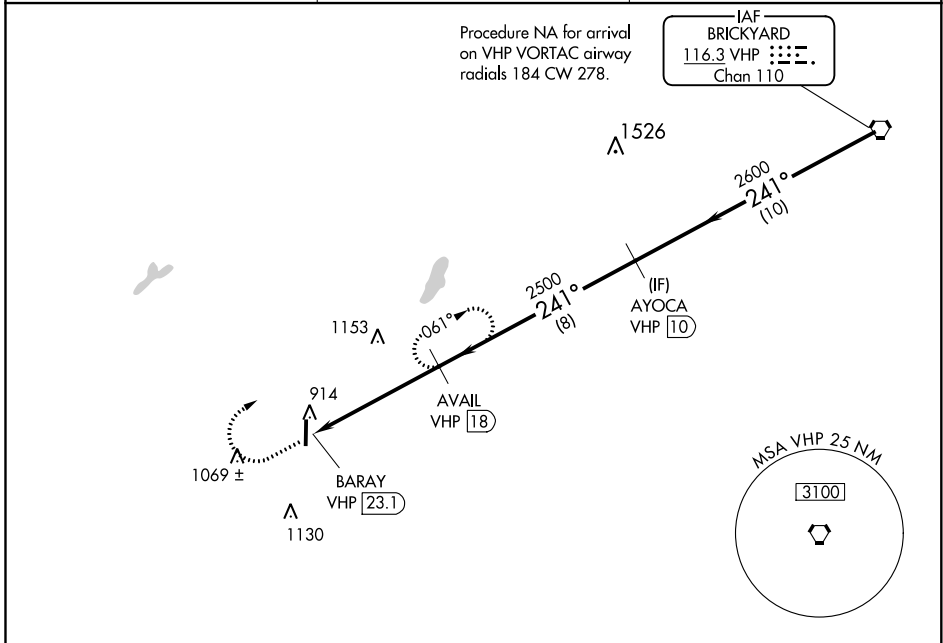 Procedure NA for arrival
on VHP VORTAC airway
radials 184 CW 278.
IAF
BRICKYARD
116.3 VHP
Chan 110
1526
2600
241°
(10)
2500
241°
(8)
(IF)
AYOCA
VHP 10
061°
1153
AVAIL
VHP 18
914
1069 ±
BARAY
VHP 23.1
1130
MSA VHP 25 NM
3100